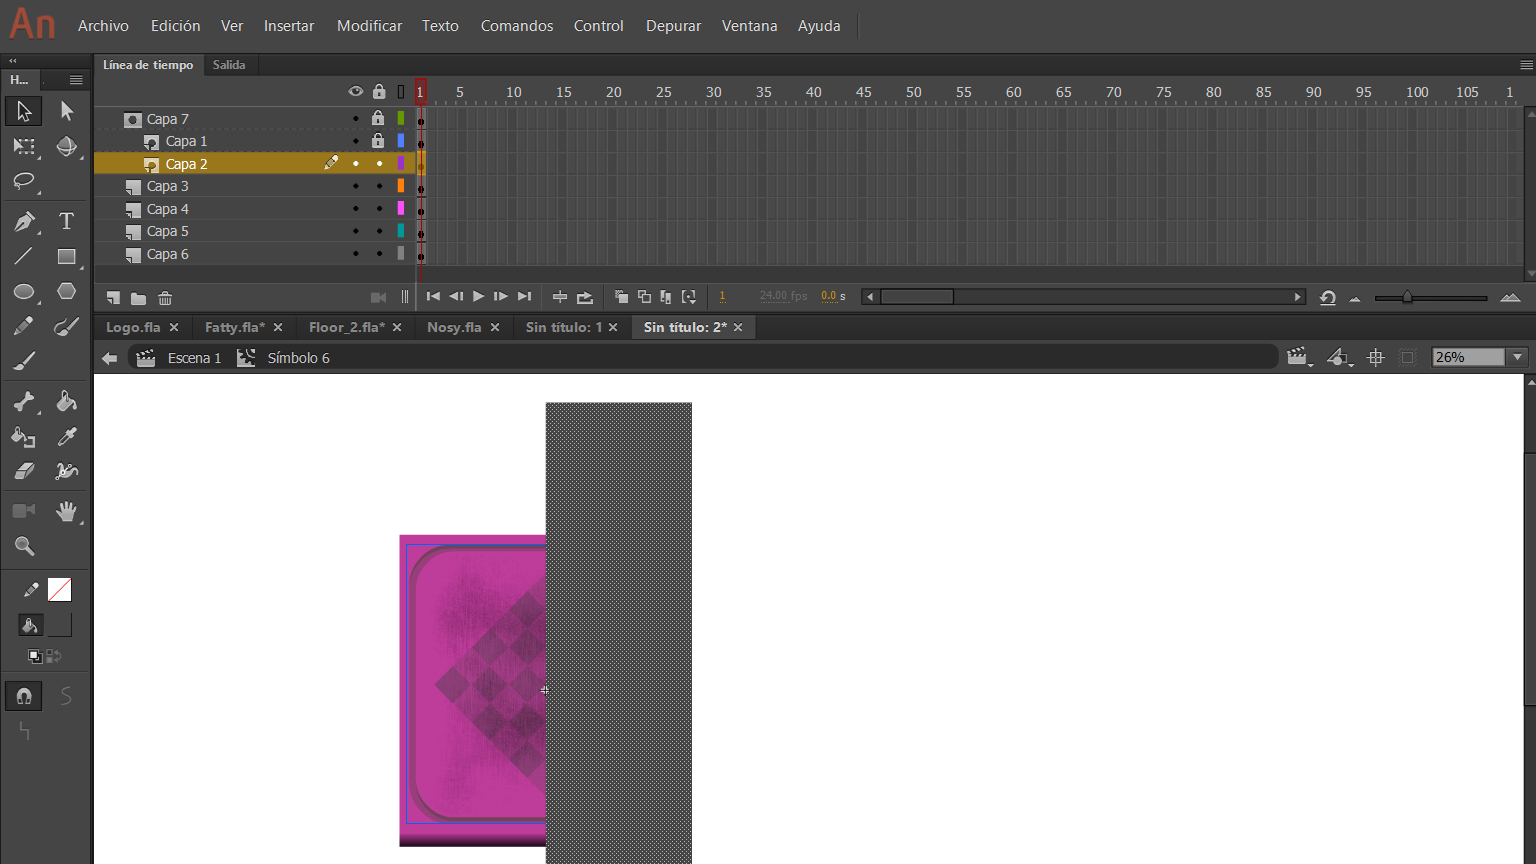 An Archivo Edición Ver Insertar Modificar Texto Comandos Control Depurar Ventana Ayuda
H...
Línea de tiempo Salida
1 5 10 15 20 25 30 35 40 45 50 55 60 65 70 75 80 85 90 95 100 105 1
Capa 7
Capa 1
Capa 2
Capa 3
Capa 4
Capa 5
Capa 6
1 24.00 fps 0.0 s
Logo.fla Fatty.fla* Floor_2.fla* Nosy.fla Sin título: 1 Sin título: 2*
Escena 1 Símbolo 6 26%